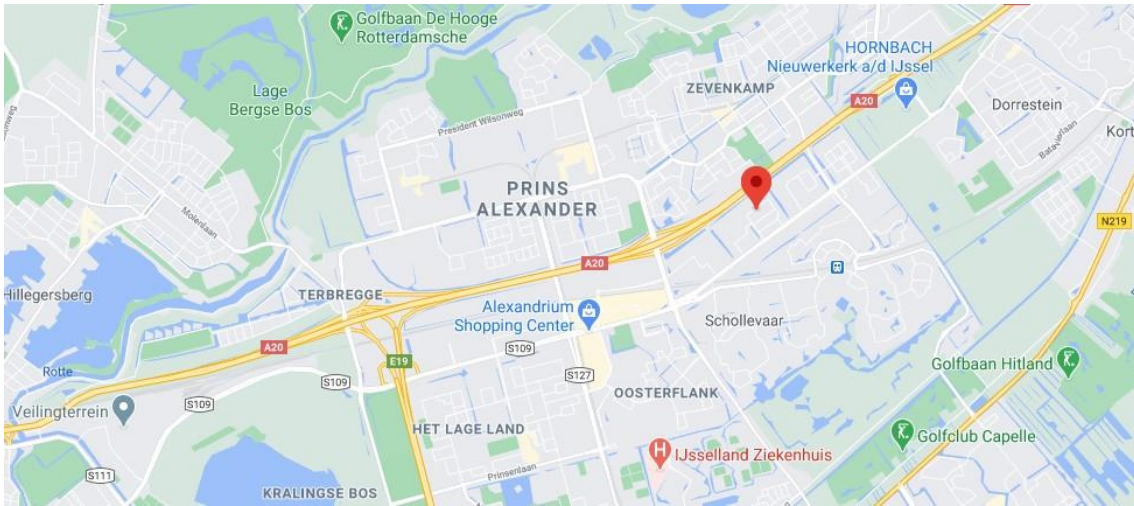 Golfbaan De Hooge
Rotterdamsche
HORNBACH
Nieuwerkerk a/d IJssel
Lage
Bergse Bos
ZEVENKAMP
A20
Dorrestein
President Wilsonweg
Kort
PRINS
ALEXANDER
Molenlaan
N219
A20
Hillegersberg
TERBREGGE
Alexandrium
Shopping Center
Schollevaar
A20
S109
E19
Golfbaan Hitland
Rotte
S109
S127
OOSTERFLANK
Veilingterrein
S109
HET LAGE LAND
Golfclub Capelle
IJsselland Ziekenhuis
Prinsenlaan
S111
KRALINGSE BOS